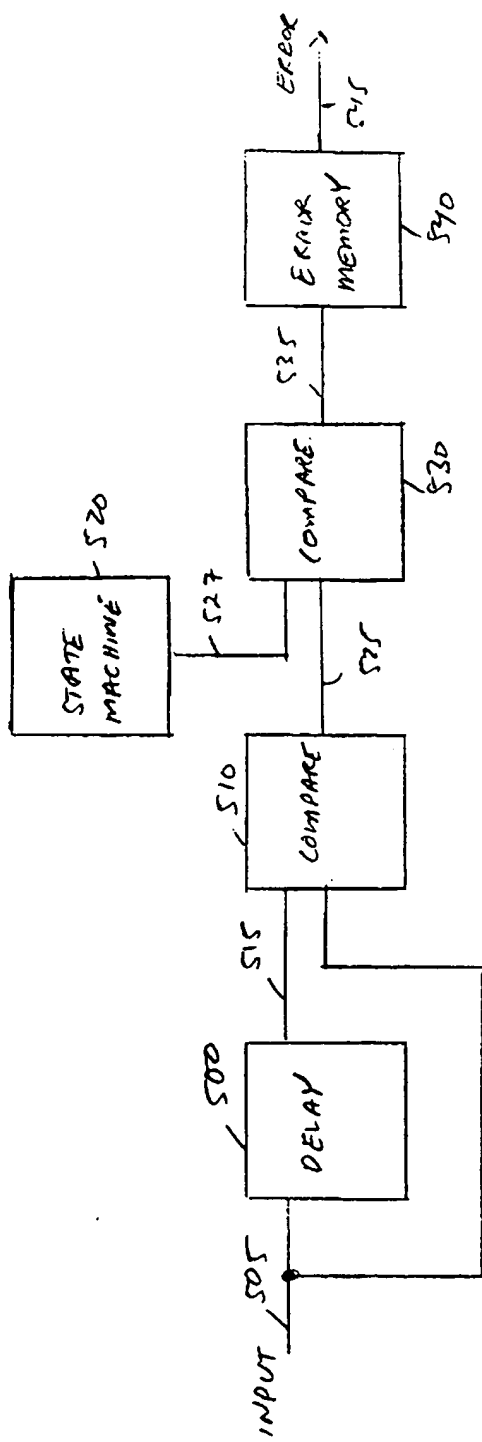 INPUT
505
DELAY
500
515
COMPARE
510
525
STATE
MACHINE
520
527
COMPARE
530
535
ERROR
MEMORY
540
545
ERROR